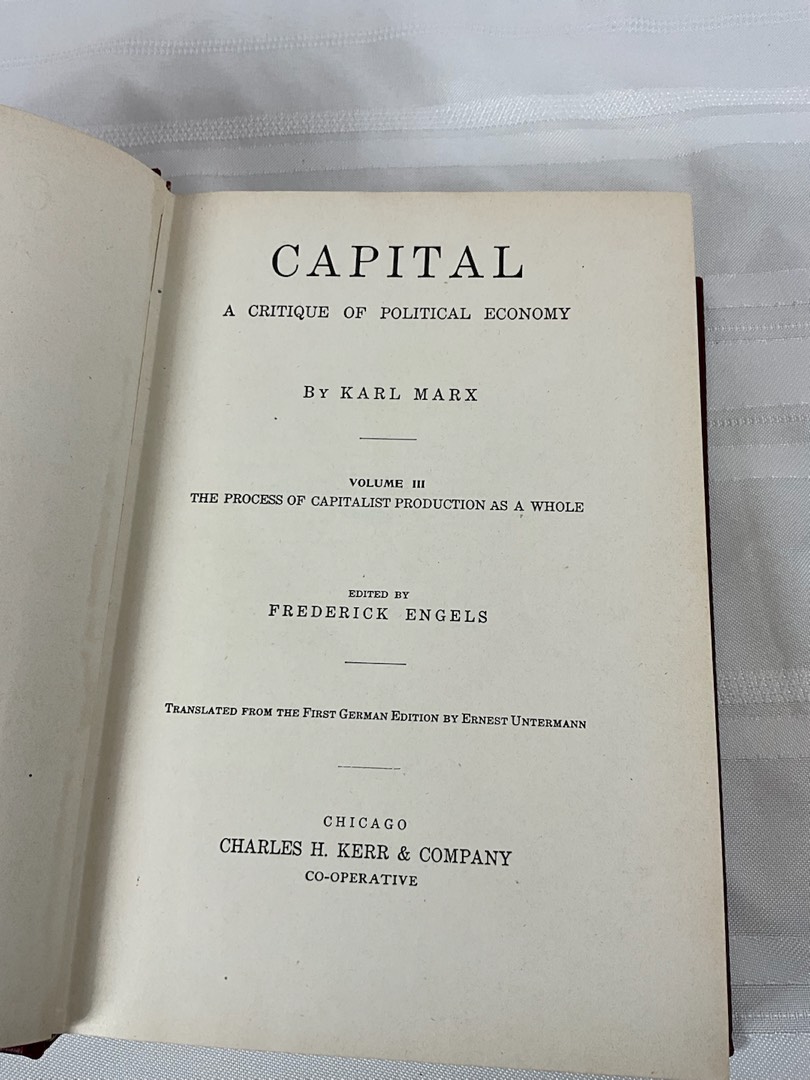 CAPITAL
A CRITIQUE OF POLITICAL ECONOMY
By KARL MARX
VOLUME III
THE PROCESS OF CAPITALIST PRODUCTION AS A WHOLE
EDITED BY
FREDERICK ENGELS
Translated from the First German Edition by Ernest Untermann
CHICAGO
CHARLES H. KERR & COMPANY
CO-OPERATIVE